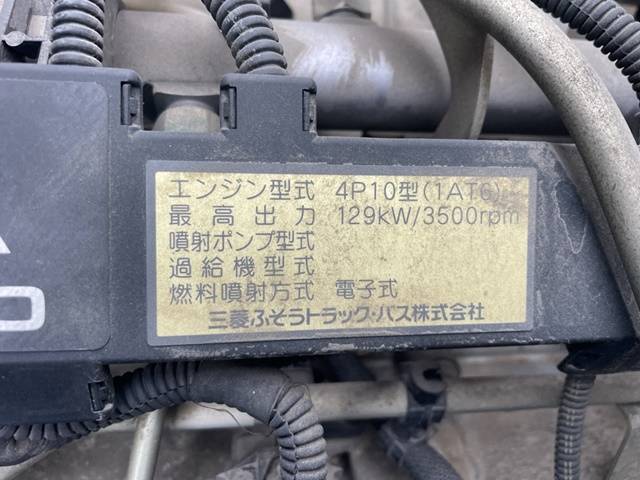 エンジン型式 4P10型(1AT6)
最高出力 129kW/3500rpm
噴射ポンプ型式
過給機型式
燃料噴射方式 電子式
三菱ふそうトラック・バス株式会社